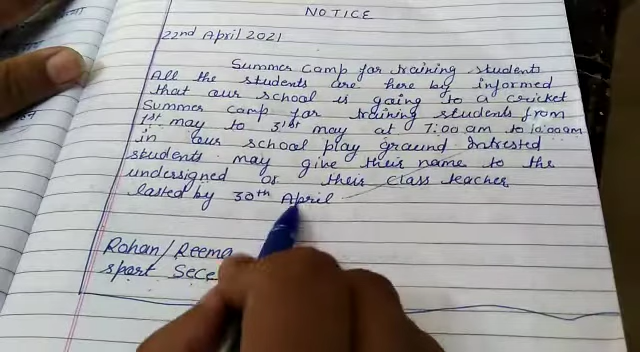 NOTICE
22nd April 2021
Summer Camp for training students
All the students are here by informed
that our school is going to a cricket
Summer camp for training students from
1st may to 31st may at 7:00 am to 10:00am
in our school play ground Intrested
students may give their name to the
undersigned or their class teacher
lasted by 30th April
Rohan/Reema
sport Sece